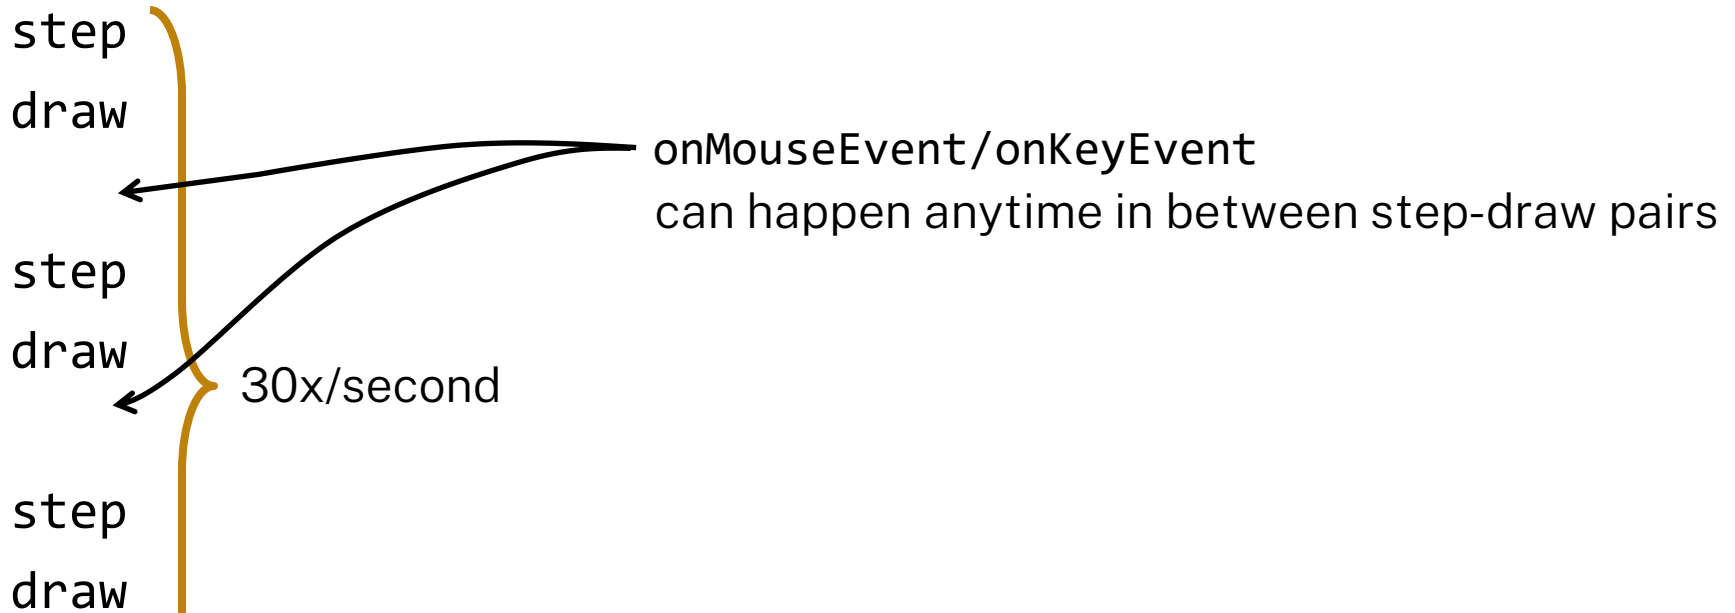 step
draw
onMouseEvent/onKeyEvent
can happen anytime in between step-draw pairs
step
draw
30x/second
step
draw